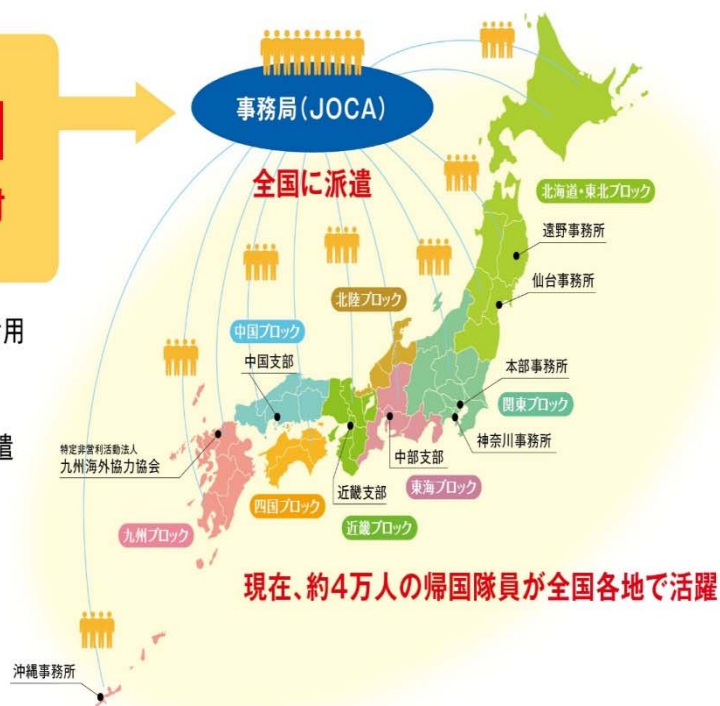 事務局(JOCA)
全国に派遣
北海道・東北ブロック
遠野事務所
仙台事務所
北陸ブロック
中国ブロック
中国支部
本部事務所
関東ブロック
神奈川事務所
特定非営利活動法人
九州海外協力協会
中部支部
東海ブロック
近畿支部
四国ブロック
近畿ブロック
九州ブロック
用
遣
現在、約4万人の帰国隊員が全国各地で活躍
沖縄事務所